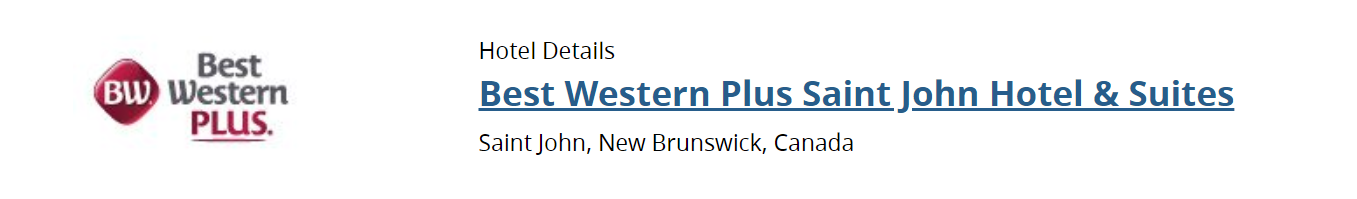 BW
Best
Western
PLUS.
Hotel Details
Best Western Plus Saint John Hotel & Suites
Saint John, New Brunswick, Canada